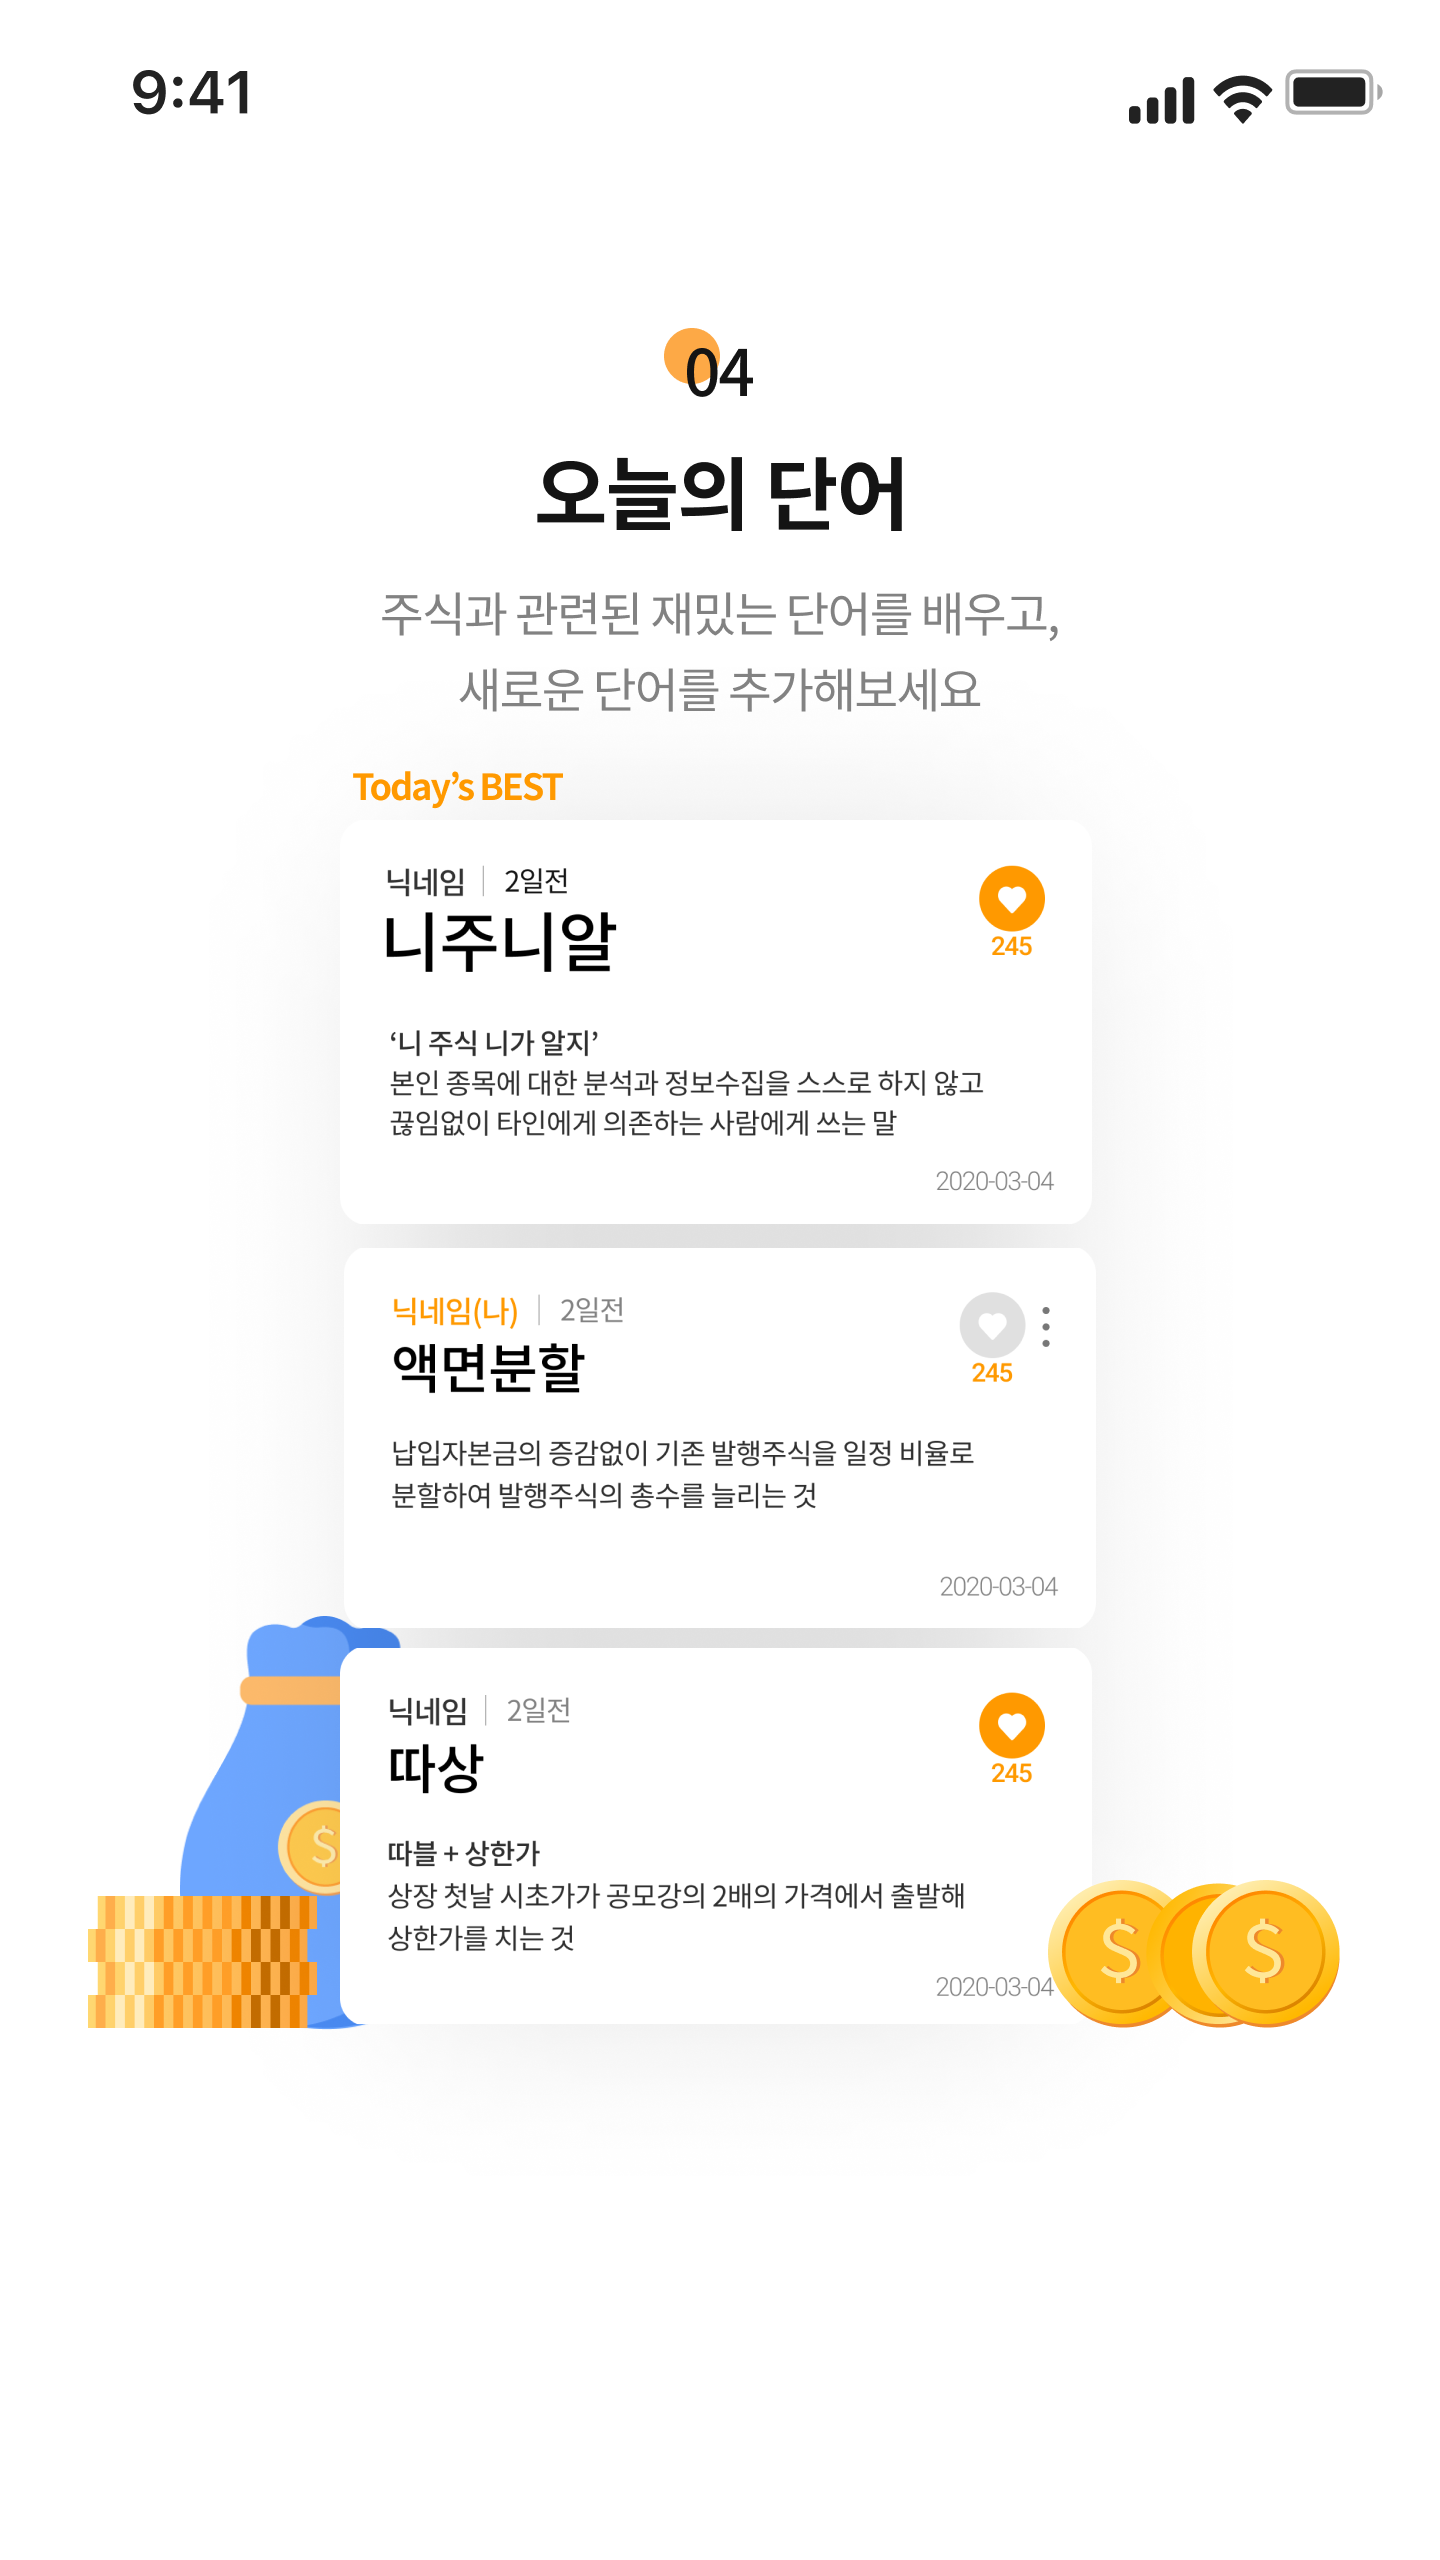 9:41
04
오늘의 단어
주식과 관련된 재밌는 단어를 배우고,
새로운 단어를 추가해보세요
Today’s BEST
닉네임 | 2일전
니주니알
245
‘니 주식 니가 알지’
본인 종목에 대한 분석과 정보수집을 스스로 하지 않고
끊임없이 타인에게 의존하는 사람에게 쓰는 말
2020-03-04
닉네임(나) | 2일전
액면분할
245
납입자본금의 증감없이 기존 발행주식을 일정 비율로
분할하여 발행주식의 총수를 늘리는 것
2020-03-04
닉네임 | 2일전
따상
245
따블 + 상한가
상장 첫날 시초가가 공모강의 2배의 가격에서 출발해
상한가를 치는 것
2020-03-04
$
$ $